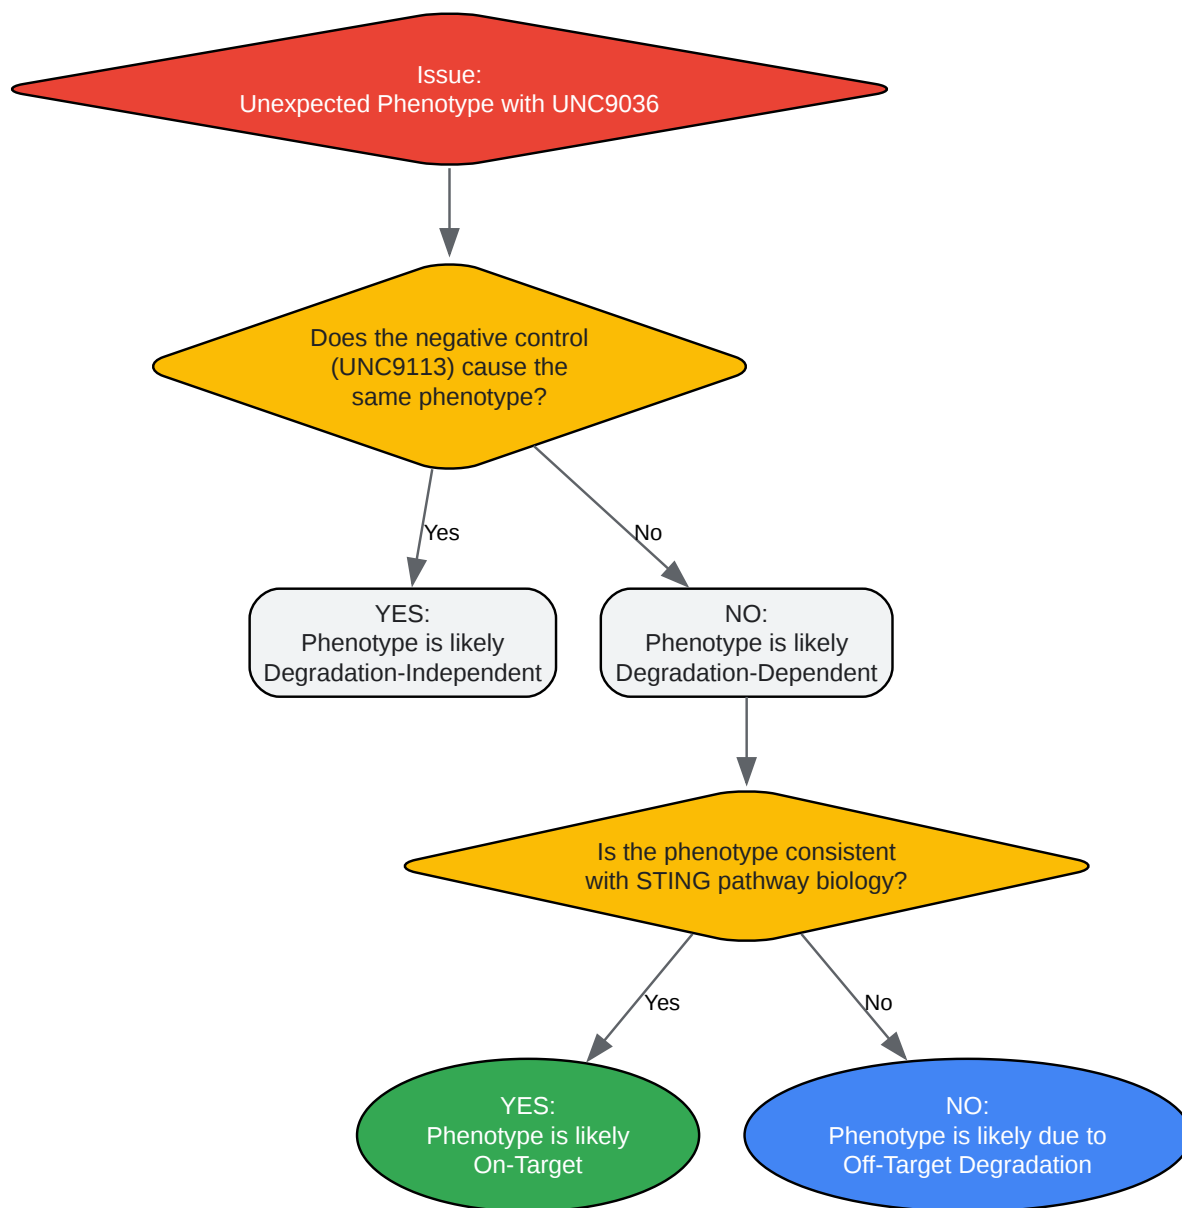 Issue:
Unexpected Phenotype with UNC9036
Does the negative control
(UNC9113) cause the
same phenotype?
Yes
No
YES:
Phenotype is likely
Degradation-Independent
NO:
Phenotype is likely
Degradation-Dependent
Is the phenotype consistent
with STING pathway biology?
Yes
No
YES:
Phenotype is likely
On-Target
NO:
Phenotype is likely due to
Off-Target Degradation